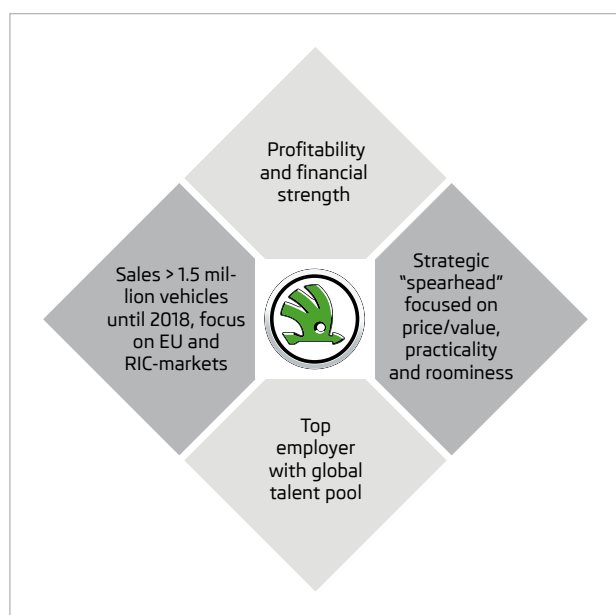 Profitability
and financial
strength
Sales > 1.5 mil-
lion vehicles
until 2018, focus
on EU and
RIC-markets
Strategic
“spearhead”
focused on
price/value,
practicality
and roominess
Top
employer
with global
talent pool